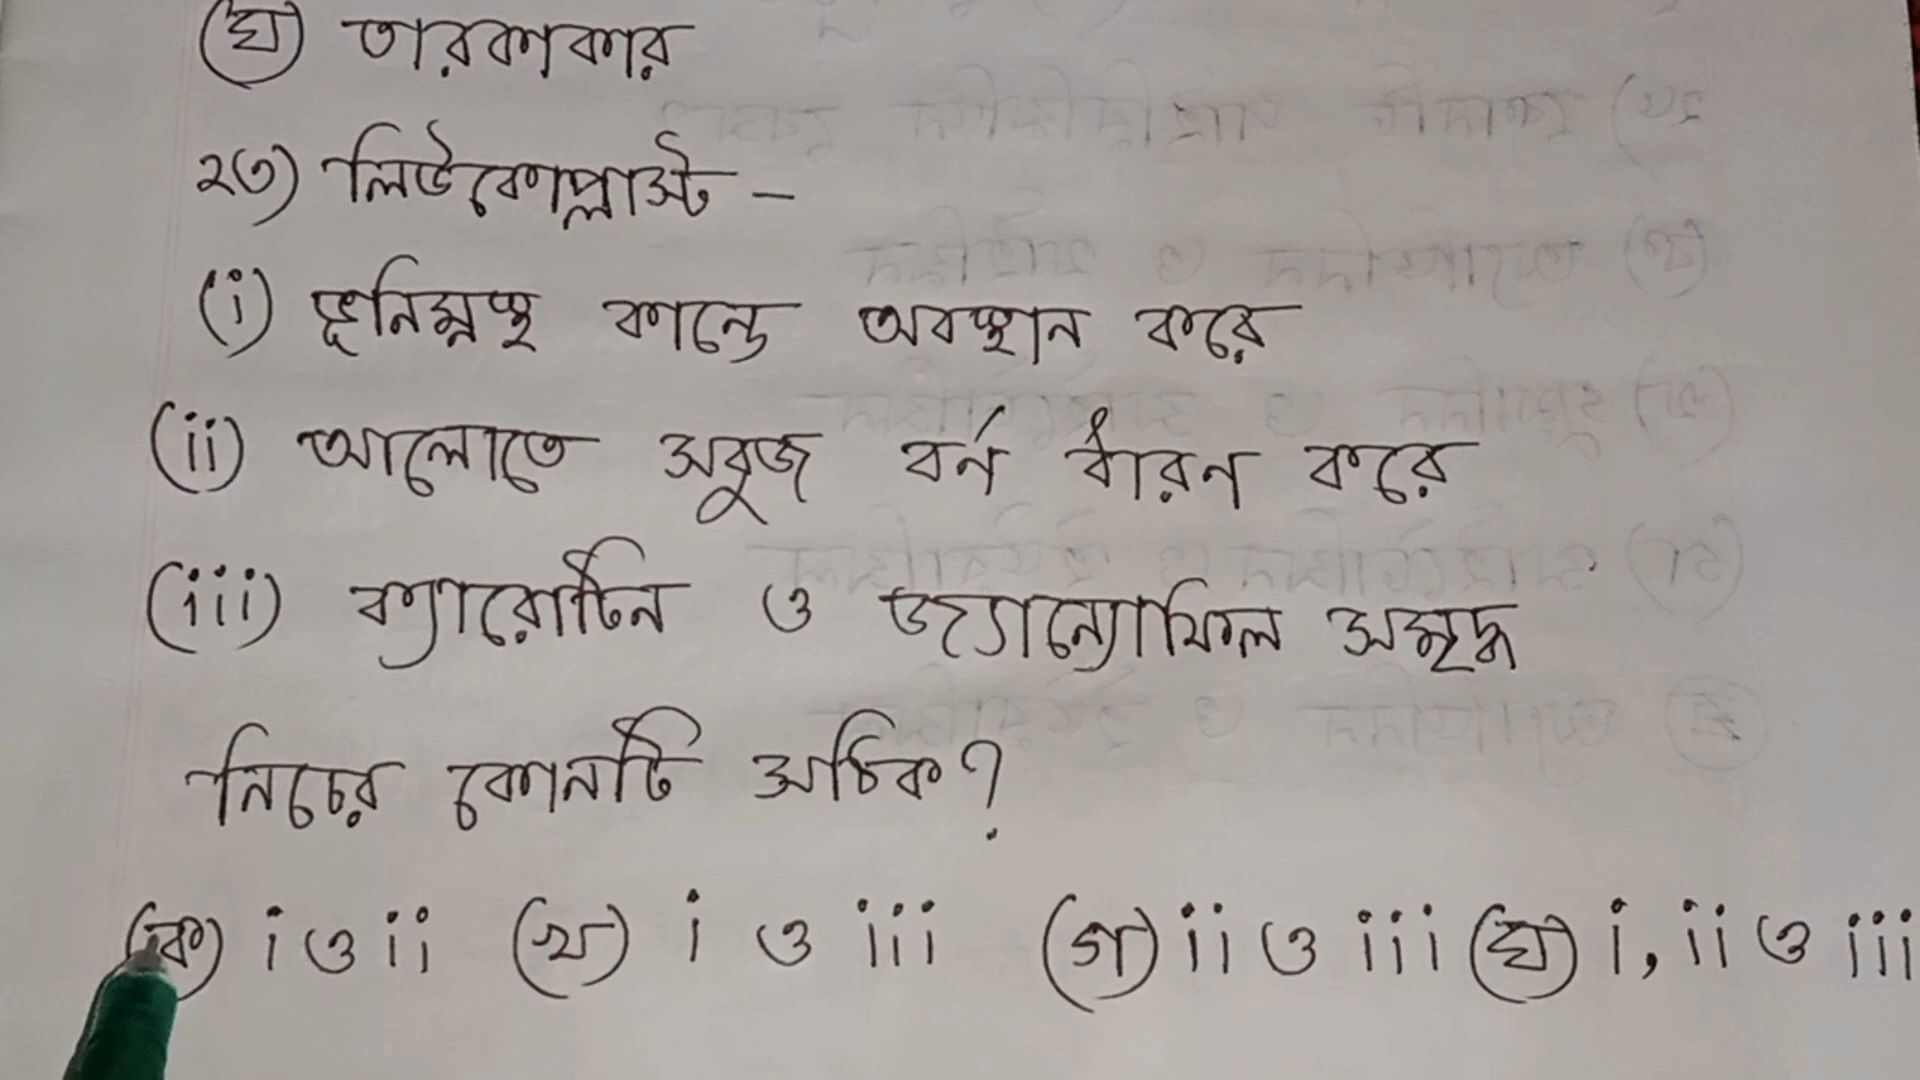 (ঘ) তারকাকার
২৩) লিউকোপ্লাস্ট -
(i) ভূনিম্নস্থ কান্ডে অবস্থান করে
(ii) আলোতে সবুজ বর্ন ধারন করে
(iii) ক্যারোটিন ও জ্যান্থোফিল সমৃদ্ধ
নিচের কোনটি সঠিক?
(ক) i ও ii (খ) i ও iii (গ) ii ও iii (ঘ) i, ii ও iii